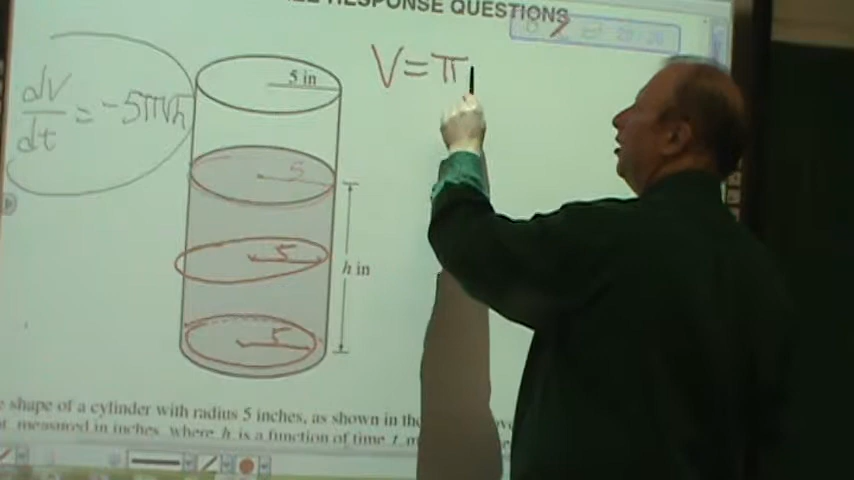 RESPONSE QUESTIONS
dV/dt = -5π√h
V=π
5 in
5
5
h in
5
shape of a cylinder with radius 5 inches, as shown in the
measured in inches, where h is a function of time t,